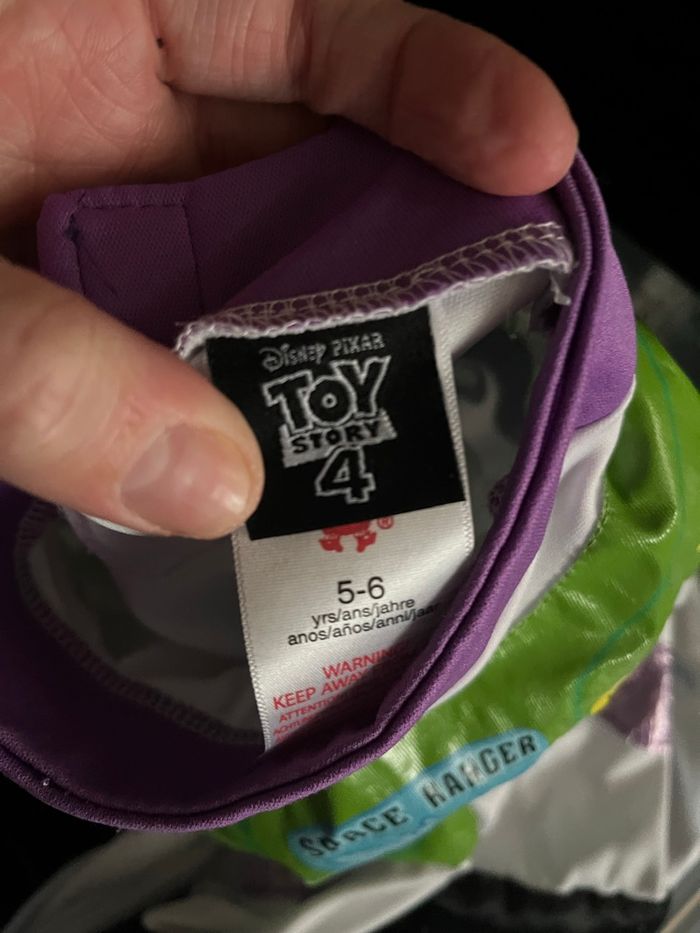 Disney PIXAR
TOY
STORY
4
®
5-6
yrs/ans/jahre
anos/años/anni/
WARNING
KEEP AWAY
SPACE RANGER